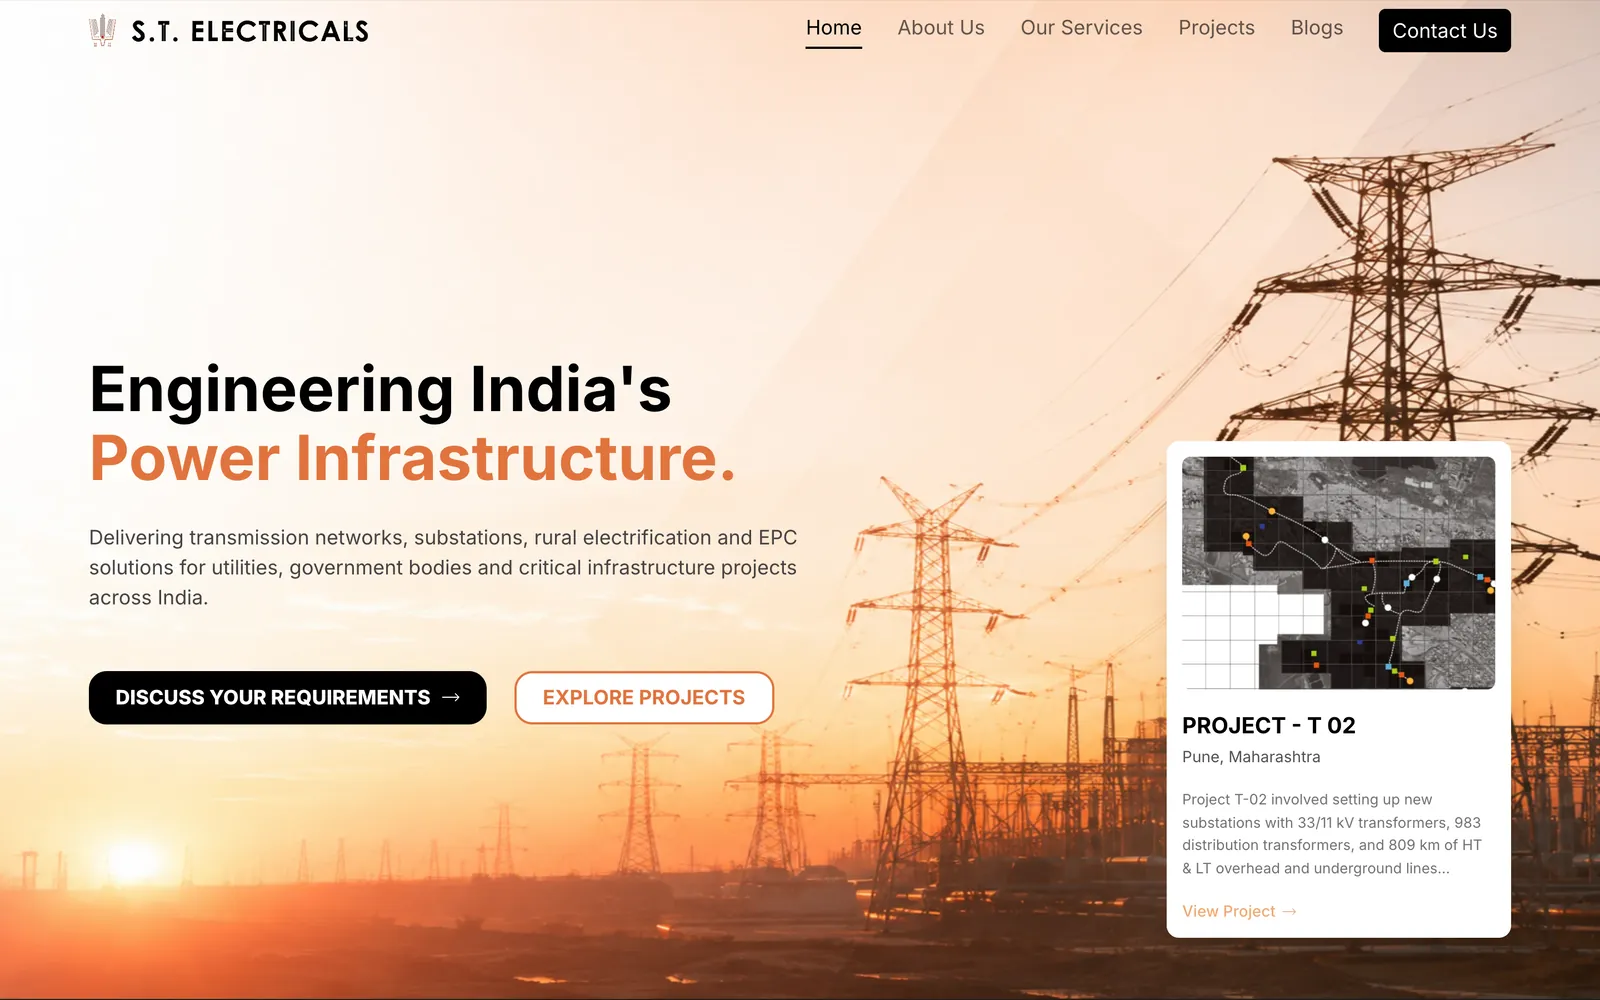 S.T. ELECTRICALS
Home
About Us
Our Services
Projects
Blogs
Contact Us
Engineering India's
Power Infrastructure.
Delivering transmission networks, substations, rural electrification and EPC
solutions for utilities, government bodies and critical infrastructure projects
across India.
DISCUSS YOUR REQUIREMENTS →
EXPLORE PROJECTS
PROJECT - T 02
Pune, Maharashtra
Project T-02 involved setting up new
substations with 33/11 kV transformers, 983
distribution transformers, and 809 km of HT
& LT overhead and underground lines...
View Project →